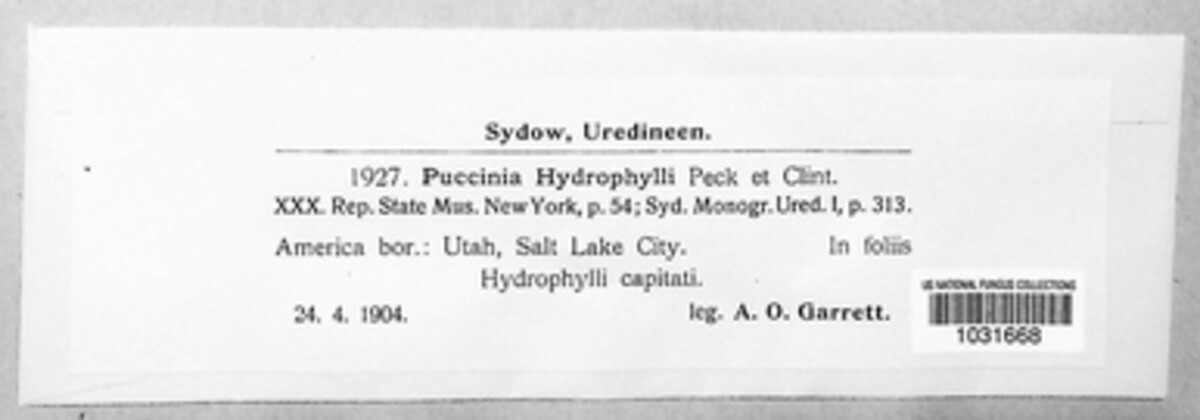 Sydow, Uredineen.
1927. Puccinia Hydrophylli Peck et Clint.
XXX. Rep. State Mus. New York, p. 54; Syd. Monogr. Ured. I, p. 313.
America bor.: Utah, Salt Lake City. In foliis
Hydrophylli capitati.
24. 4. 1904. leg. A. O. Garrett.
US NATIONAL FUNGUS COLLECTIONS
1031668